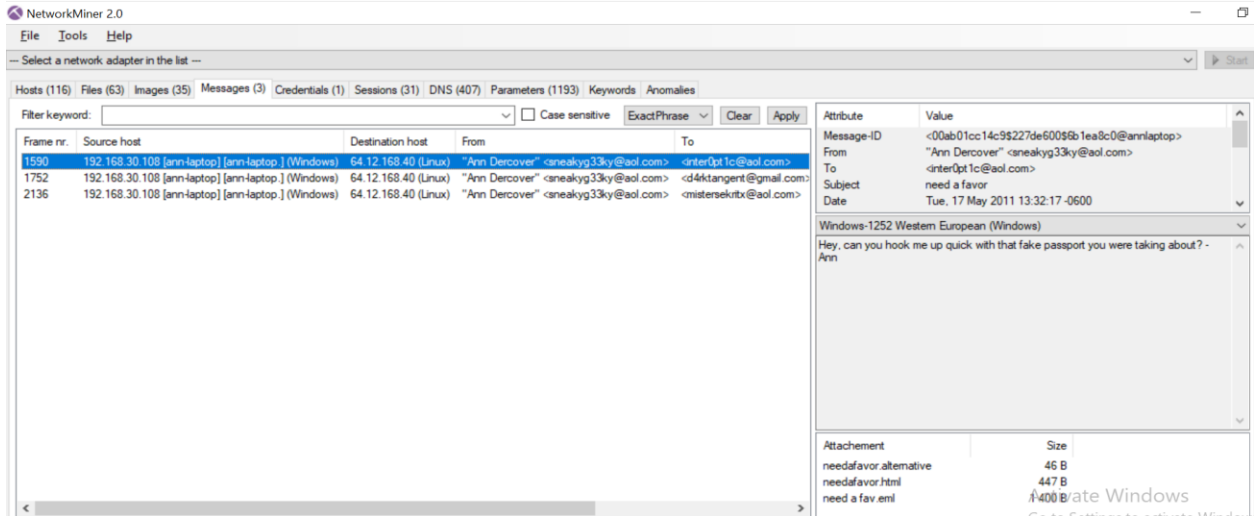 NetworkMiner 2.0
File Tools Help
--- Select a network adapter in the list ---
Start
Hosts (116) Files (63) Images (35) Messages (3) Credentials (1) Sessions (31) DNS (407) Parameters (1193) Keywords Anomalies
Filter keyword: Case sensitive ExactPhrase Clear Apply
Frame nr. Source host Destination host From To
1590 192.168.30.108 [ann-laptop] [ann-laptop.] (Windows) 64.12.168.40 (Linux) "Ann Dercover" <sneakyg33ky@aol.com> <inter0pt1c@aol.com>
1752 192.168.30.108 [ann-laptop] [ann-laptop.] (Windows) 64.12.168.40 (Linux) "Ann Dercover" <sneakyg33ky@aol.com> <d4rktangent@gmail.com>
2136 192.168.30.108 [ann-laptop] [ann-laptop.] (Windows) 64.12.168.40 (Linux) "Ann Dercover" <sneakyg33ky@aol.com> <mistersekritx@aol.com>
Attribute Value
Message-ID <00ab01cc14c9$227de600$6b1ea8c0@annlaptop>
From "Ann Dercover" <sneakyg33ky@aol.com>
To <inter0pt1c@aol.com>
Subject need a favor
Date Tue, 17 May 2011 13:32:17 -0600
Windows-1252 Western European (Windows)
Hey, can you hook me up quick with that fake passport you were taking about? -
Ann
Attachement Size
needafavor.alternative 46 B
needafavor.html 447 B
need a fav.eml 1 400 B
Activate Windows